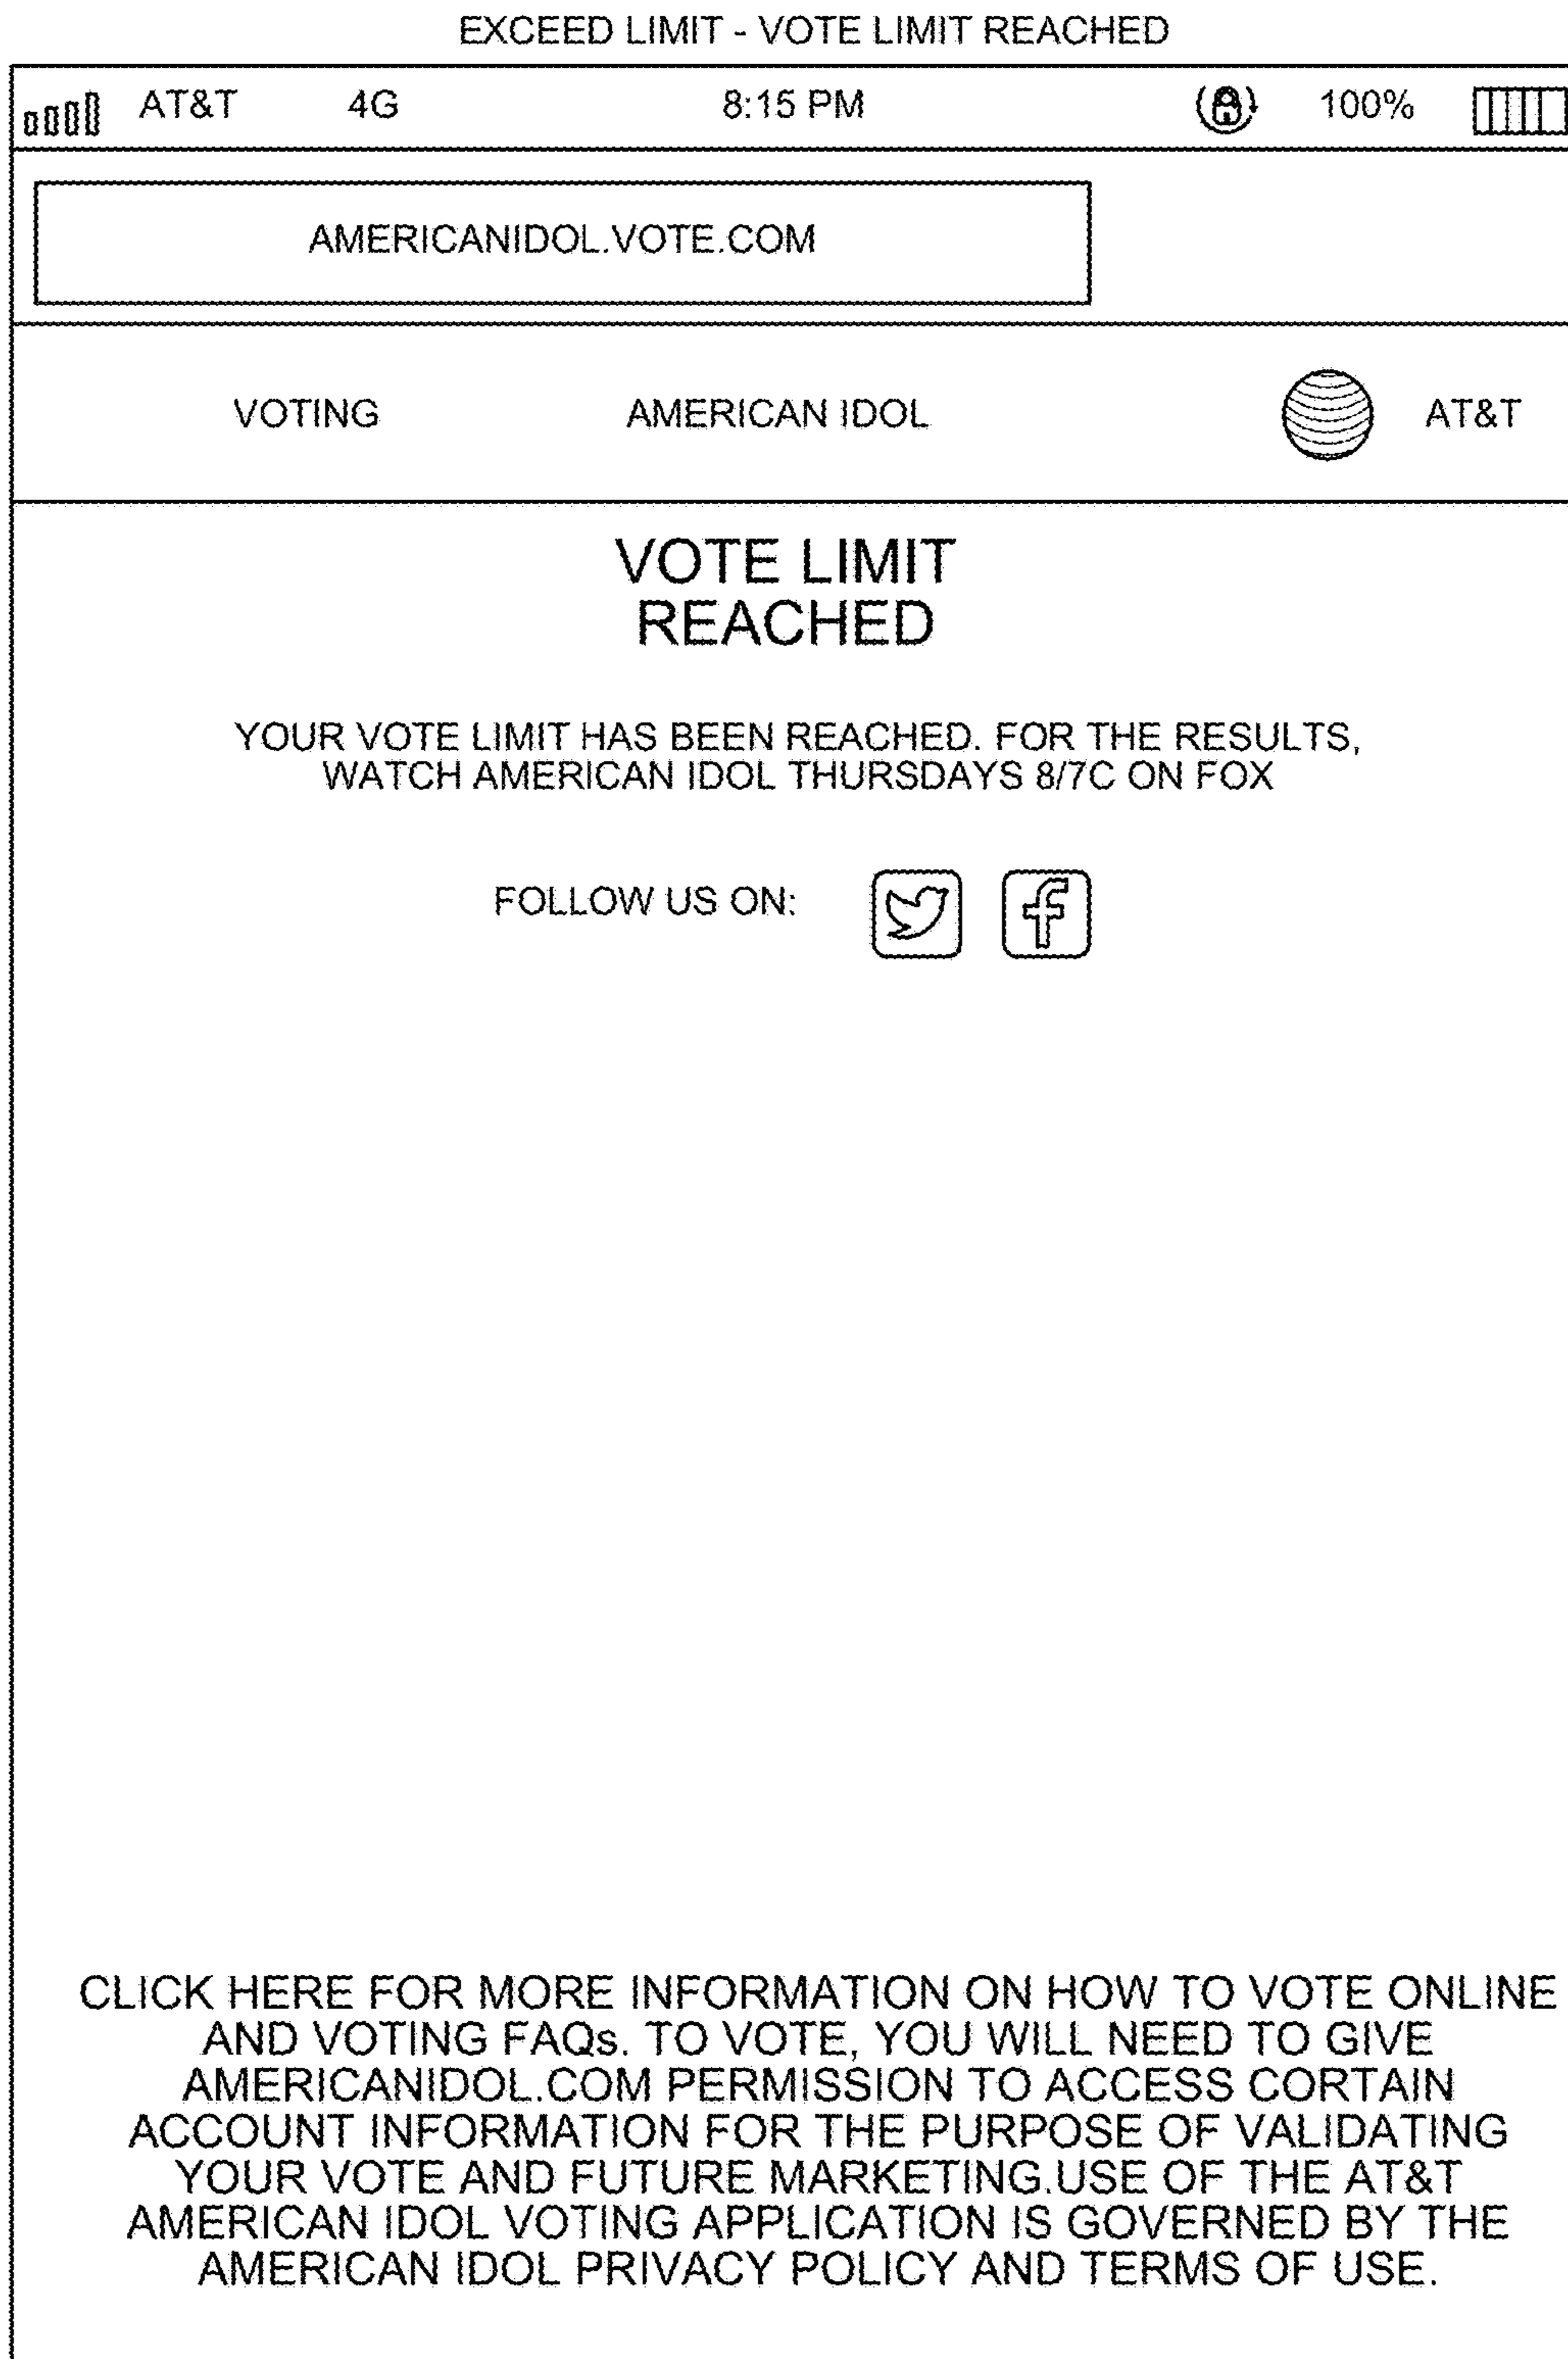 EXCEED LIMIT - VOTE LIMIT REACHED
AT&T 4G 8:15 PM 100%
AMERICANIDOL.VOTE.COM
VOTING AMERICAN IDOL AT&T
VOTE LIMIT
REACHED
YOUR VOTE LIMIT HAS BEEN REACHED. FOR THE RESULTS,
WATCH AMERICAN IDOL THURSDAYS 8/7C ON FOX
FOLLOW US ON:
CLICK HERE FOR MORE INFORMATION ON HOW TO VOTE ONLINE
AND VOTING FAQs. TO VOTE, YOU WILL NEED TO GIVE
AMERICANIDOL.COM PERMISSION TO ACCESS CORTAIN
ACCOUNT INFORMATION FOR THE PURPOSE OF VALIDATING
YOUR VOTE AND FUTURE MARKETING.USE OF THE AT&T
AMERICAN IDOL VOTING APPLICATION IS GOVERNED BY THE
AMERICAN IDOL PRIVACY POLICY AND TERMS OF USE.